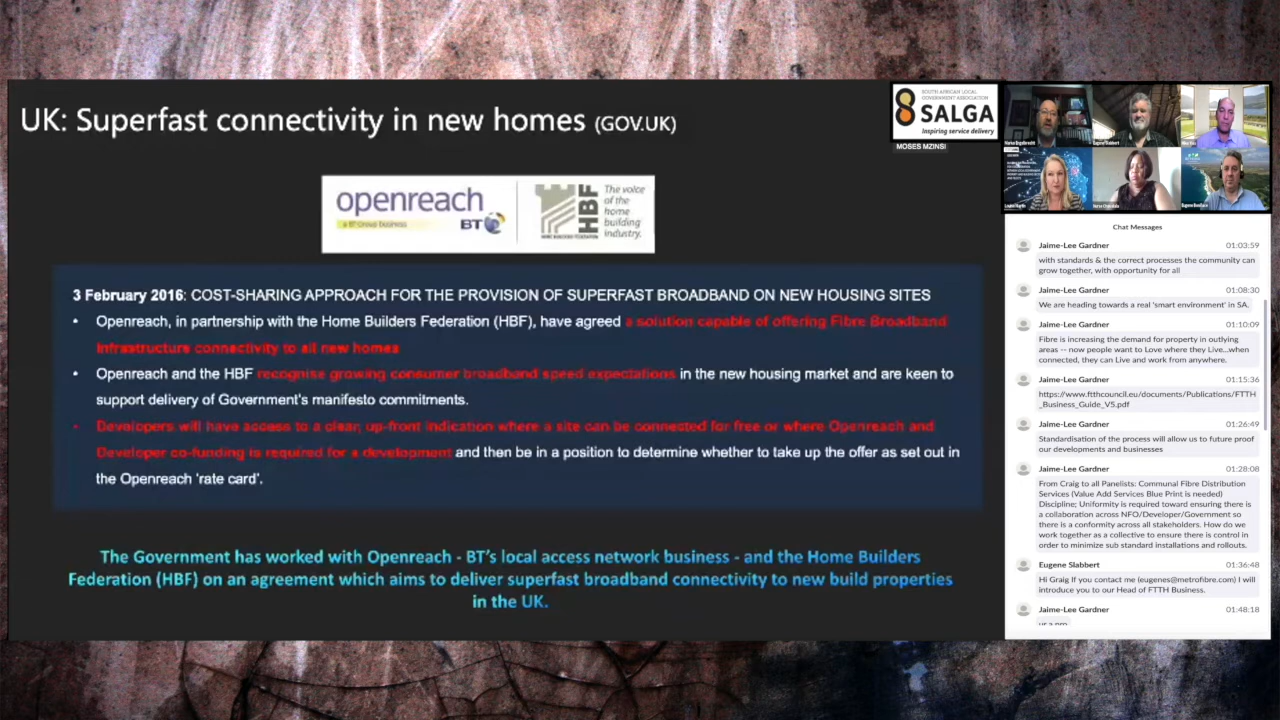 UK: Superfast connectivity in new homes (GOV.UK)
openreach
a BT Group business
BT
HBF
HOME BUILDERS FEDERATION
The voice
of the
home
building
industry.
3 February 2016: COST-SHARING APPROACH FOR THE PROVISION OF SUPERFAST BROADBAND ON NEW HOUSING SITES
• Openreach, in partnership with the Home Builders Federation (HBF), have agreed a solution capable of offering Fibre Broadband
Infrastructure connectivity to all new homes
• Openreach and the HBF recognise growing consumer broadband speed expectations in the new housing market and are keen to
support delivery of Government's manifesto commitments.
• Developers will have access to a clear, up-front indication where a site can be connected for free or where Openreach and
Developer co-funding is required for a development and then be in a position to determine whether to take up the offer as set out in
the Openreach 'rate card'.
The Government has worked with Openreach - BT's local access network business - and the Home Builders
Federation (HBF) on an agreement which aims to deliver superfast broadband connectivity to new build properties
in the UK.
SOUTH AFRICAN LOCAL
GOVERNMENT ASSOCIATION
SALGA
Inspiring service delivery
MOSES MZINSI
Eugene Slabbert
Chat Messages
Jaime-Lee Gardner 01:03:59
with standards & the correct processes the community can
grow together, with opportunity for all
Jaime-Lee Gardner 01:08:30
We are heading towards a real 'smart environment' in SA.
Jaime-Lee Gardner 01:10:09
Fibre is increasing the demand for property in outlying
areas -- now people want to Love where they Live...when
connected, they can Live and work from anywhere.
Jaime-Lee Gardner 01:15:36
https://www.ftthcouncil.eu/documents/Publications/FTTH
_Business_Guide_V5.pdf
Jaime-Lee Gardner 01:26:49
Standardisation of the process will allow us to future proof
our developments and businesses
Jaime-Lee Gardner 01:28:08
From Craig to all Panelists: Communal Fibre Distribution
Services (Value Add Services Blue Print is needed)
Discipline; Uniformity is required toward ensuring there is
a collaboration across NFO/Developer/Government so
there is a conformity across all stakeholders. How do we
work together as a collective to ensure there is control in
order to minimize sub standard installations and rollouts.
Eugene Slabbert 01:36:48
Hi Graig If you contact me (eugenes@metrofibre.com) I will
introduce you to our Head of FTTH Business.
Jaime-Lee Gardner 01:48:18